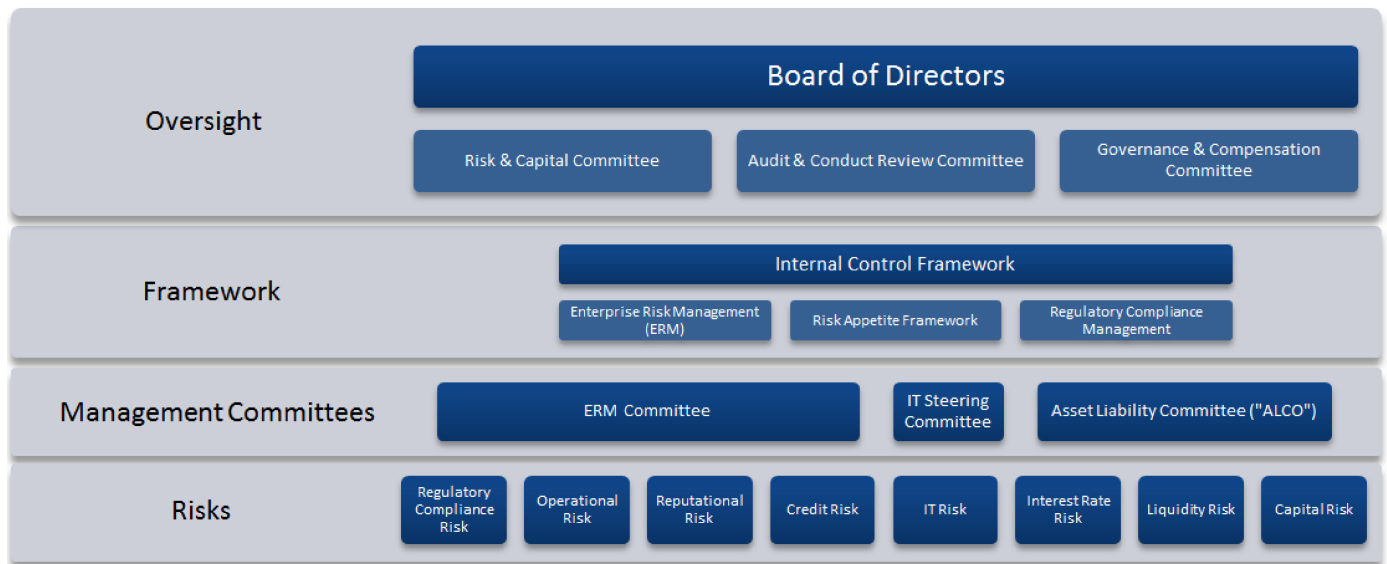 Oversight
Board of Directors
Risk & Capital Committee
Audit & Conduct Review Committee
Governance & Compensation
Committee
Framework
Internal Control Framework
Enterprise Risk Management
(ERM)
Risk Appetite Framework
Regulatory Compliance
Management
Management Committees
ERM Committee
IT Steering
Committee
Asset Liability Committee ("ALCO")
Risks
Regulatory
Compliance
Risk
Operational
Risk
Reputational
Risk
Credit Risk
IT Risk
Interest Rate
Risk
Liquidity Risk
Capital Risk